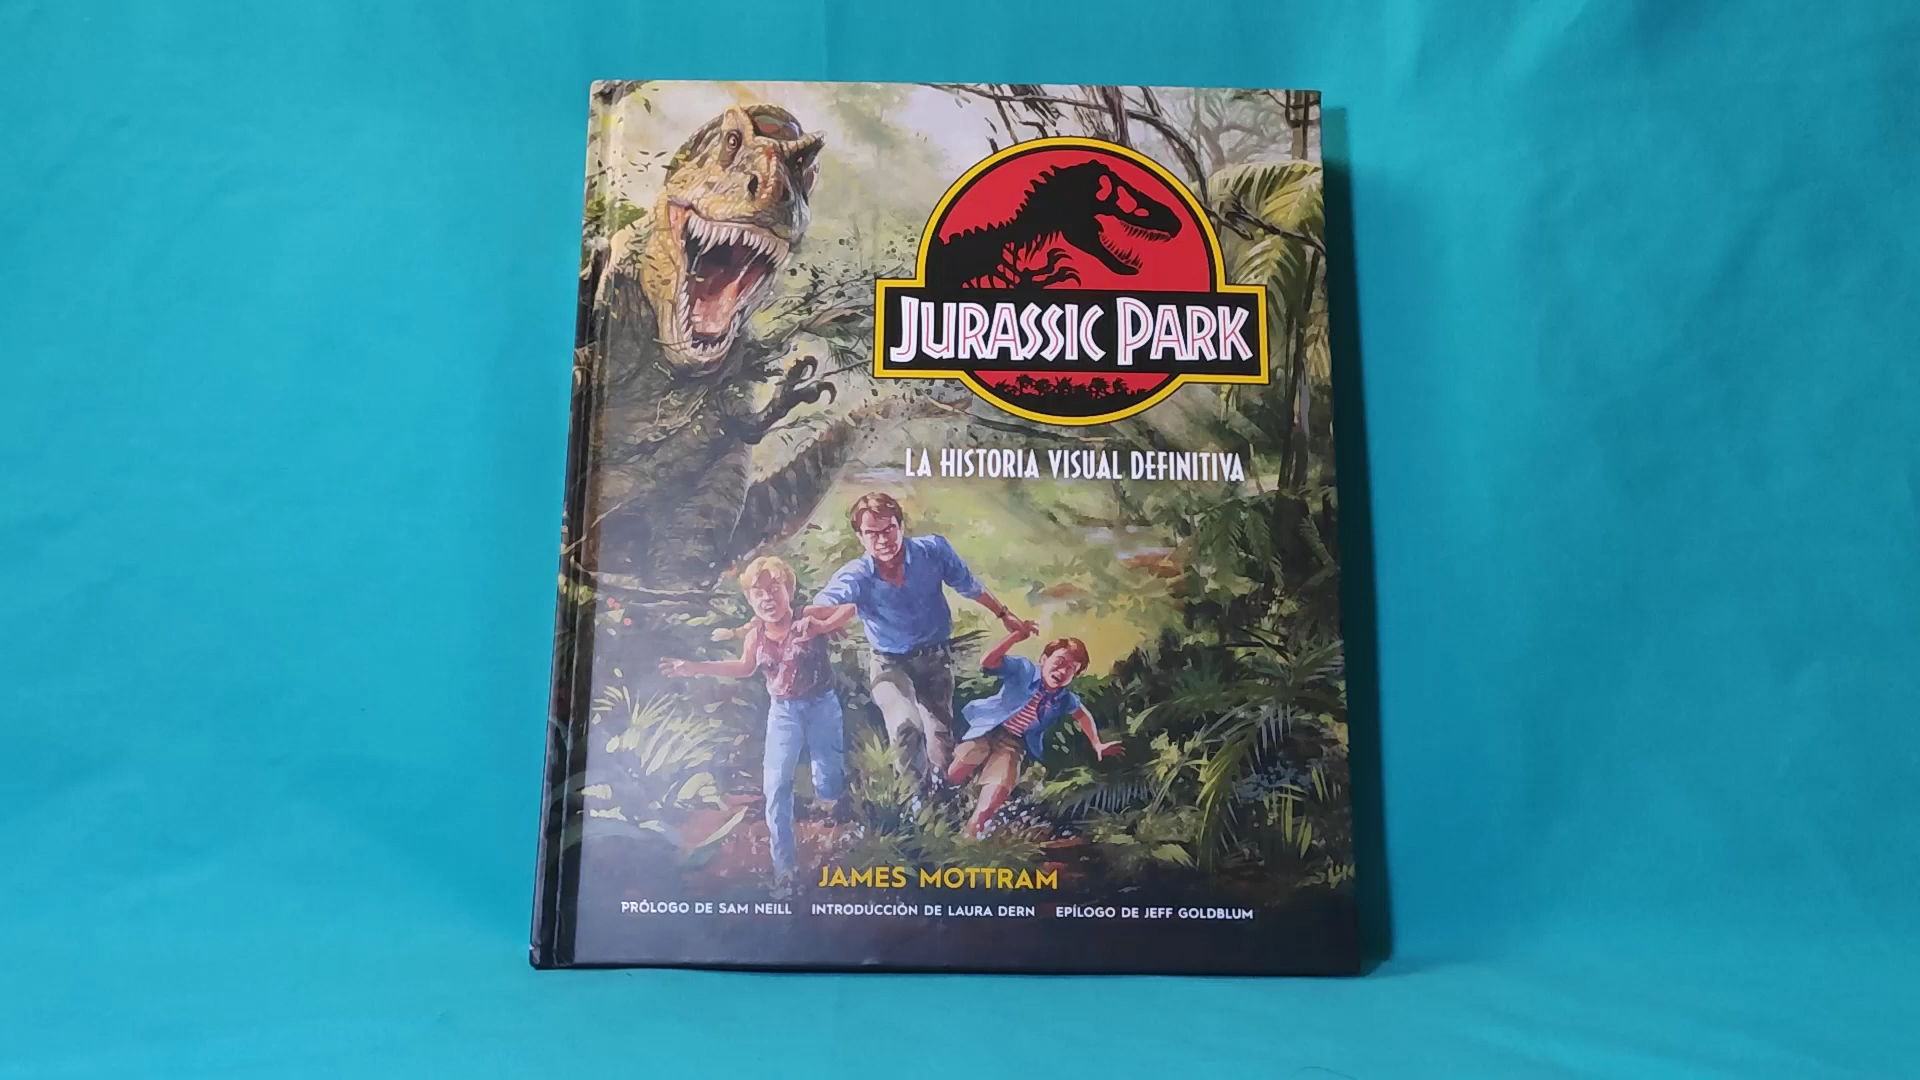 JURASSIC PARK
LA HISTORIA VISUAL DEFINITIVA
JAMES MOTTRAM
PRÓLOGO DE SAM NEILL INTRODUCCIÓN DE LAURA DERN EPÍLOGO DE JEFF GOLDBLUM